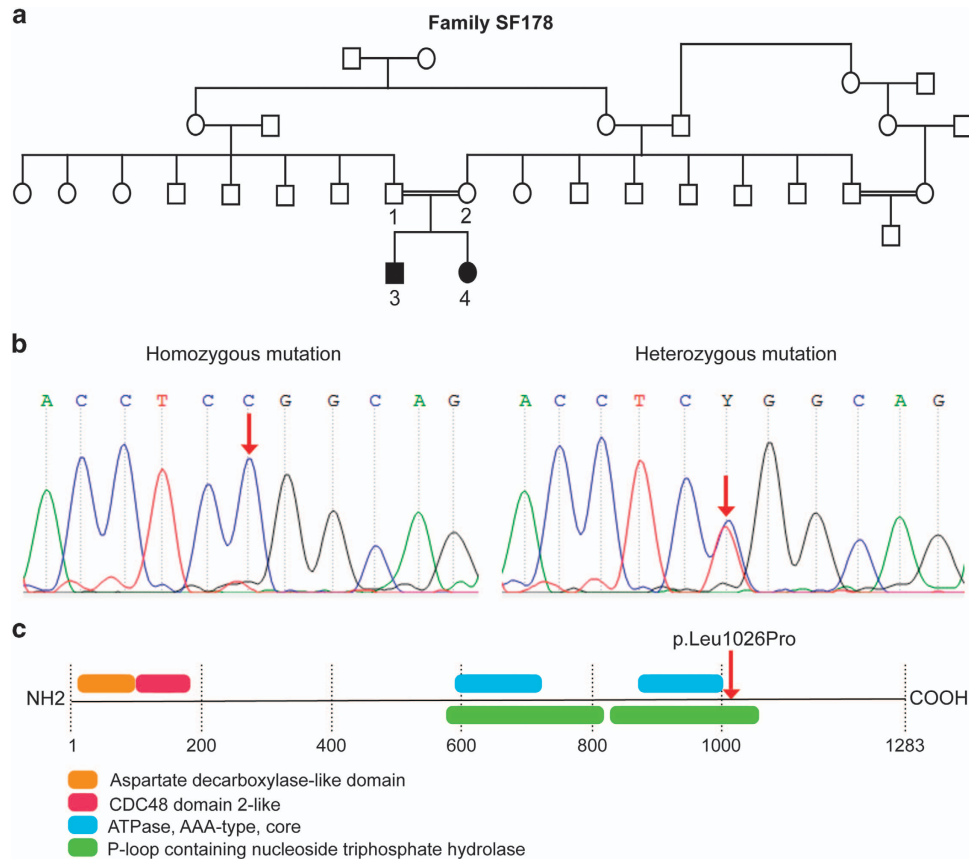 a
Family SF178
1 2
3 4
b
Homozygous mutation Heterozygous mutation
A C C T C C G G C A G A C C T C Y G G C A G
c
p.Leu1026Pro
NH2 COOH
1 200 400 600 800 1000 1283
Aspartate decarboxylase-like domain
CDC48 domain 2-like
ATPase, AAA-type, core
P-loop containing nucleoside triphosphate hydrolase